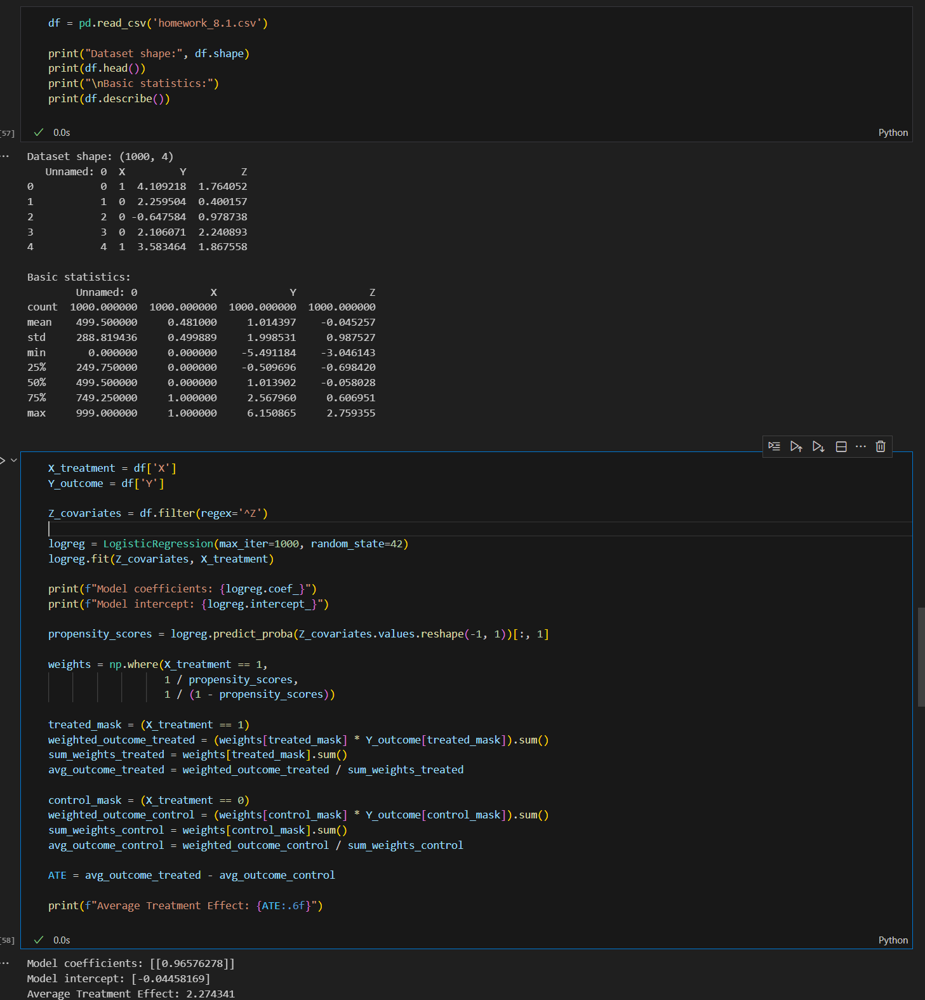 df = pd.read_csv('homework_8.1.csv')
print("Dataset shape:", df.shape)
print(df.head())
print("\nBasic statistics:")
print(df.describe())
[57]
0.0s
Python
Dataset shape: (1000, 4)
   Unnamed: 0  X         Y         Z
0           0  1  4.109218  1.764052
1           1  0  2.259504  0.400157
2           2  0 -0.647584  0.978738
3           3  0  2.106071  2.240893
4           4  1  3.583464  1.867558
Basic statistics:
        Unnamed: 0            X            Y            Z
count  1000.000000  1000.000000  1000.000000  1000.000000
mean    499.500000     0.481000     1.014397    -0.045257
std     288.819436     0.499889     1.998531     0.987527
min       0.000000     0.000000    -5.491184    -3.046143
25%     249.750000     0.000000    -0.509696    -0.698420
50%     499.500000     0.000000     1.013902    -0.058028
75%     749.250000     1.000000     2.567960     0.606951
max     999.000000     1.000000     6.150865     2.759355
X_treatment = df['X']
Y_outcome = df['Y']
Z_covariates = df.filter(regex='^Z')
logreg = LogisticRegression(max_iter=1000, random_state=42)
logreg.fit(Z_covariates, X_treatment)
print(f"Model coefficients: {logreg.coef_}")
print(f"Model intercept: {logreg.intercept_}")
propensity_scores = logreg.predict_proba(Z_covariates.values.reshape(-1, 1))[:, 1]
weights = np.where(X_treatment == 1,
                   1 / propensity_scores,
                   1 / (1 - propensity_scores))
treated_mask = (X_treatment == 1)
weighted_outcome_treated = (weights[treated_mask] * Y_outcome[treated_mask]).sum()
sum_weights_treated = weights[treated_mask].sum()
avg_outcome_treated = weighted_outcome_treated / sum_weights_treated
control_mask = (X_treatment == 0)
weighted_outcome_control = (weights[control_mask] * Y_outcome[control_mask]).sum()
sum_weights_control = weights[control_mask].sum()
avg_outcome_control = weighted_outcome_control / sum_weights_control
ATE = avg_outcome_treated - avg_outcome_control
print(f"Average Treatment Effect: {ATE:.6f}")
[58]
0.0s
Python
Model coefficients: [[0.96576278]]
Model intercept: [-0.04458169]
Average Treatment Effect: 2.274341